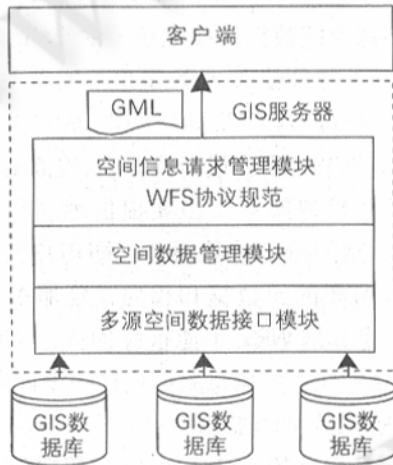 客户端
GML
GIS服务器
空间信息请求管理模块
WFS协议规范
空间数据管理模块
多源空间数据接口模块
GIS数
据库
GIS数
据库
GIS数
据库